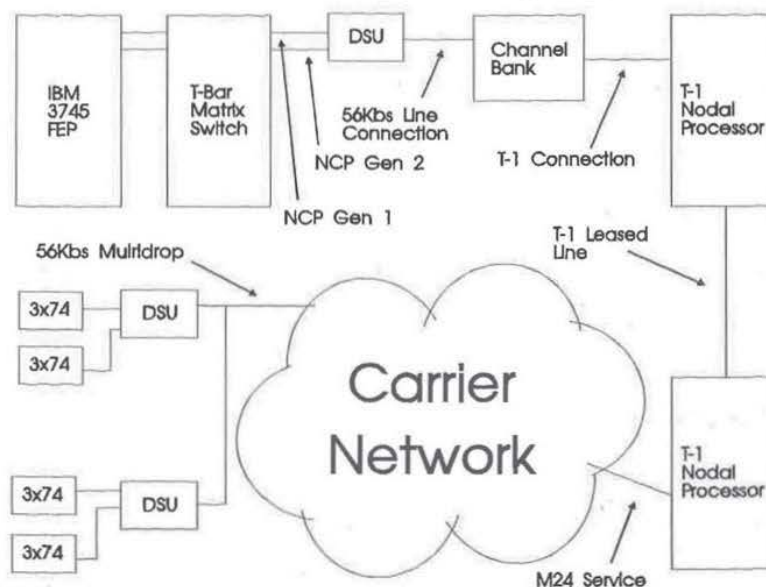 IBM
3745
FEP
T-Bar
Matrix
Switch
DSU
Channel
Bank
T-1
Nodal
Processor
56Kbs Line
Connection
NCP Gen 2
NCP Gen 1
T-1 Connection
T-1 Leased
Line
56Kbs Multidrop
3x74
DSU
3x74
Carrier
Network
3x74
DSU
3x74
T-1
Nodal
Processor
M24 Service